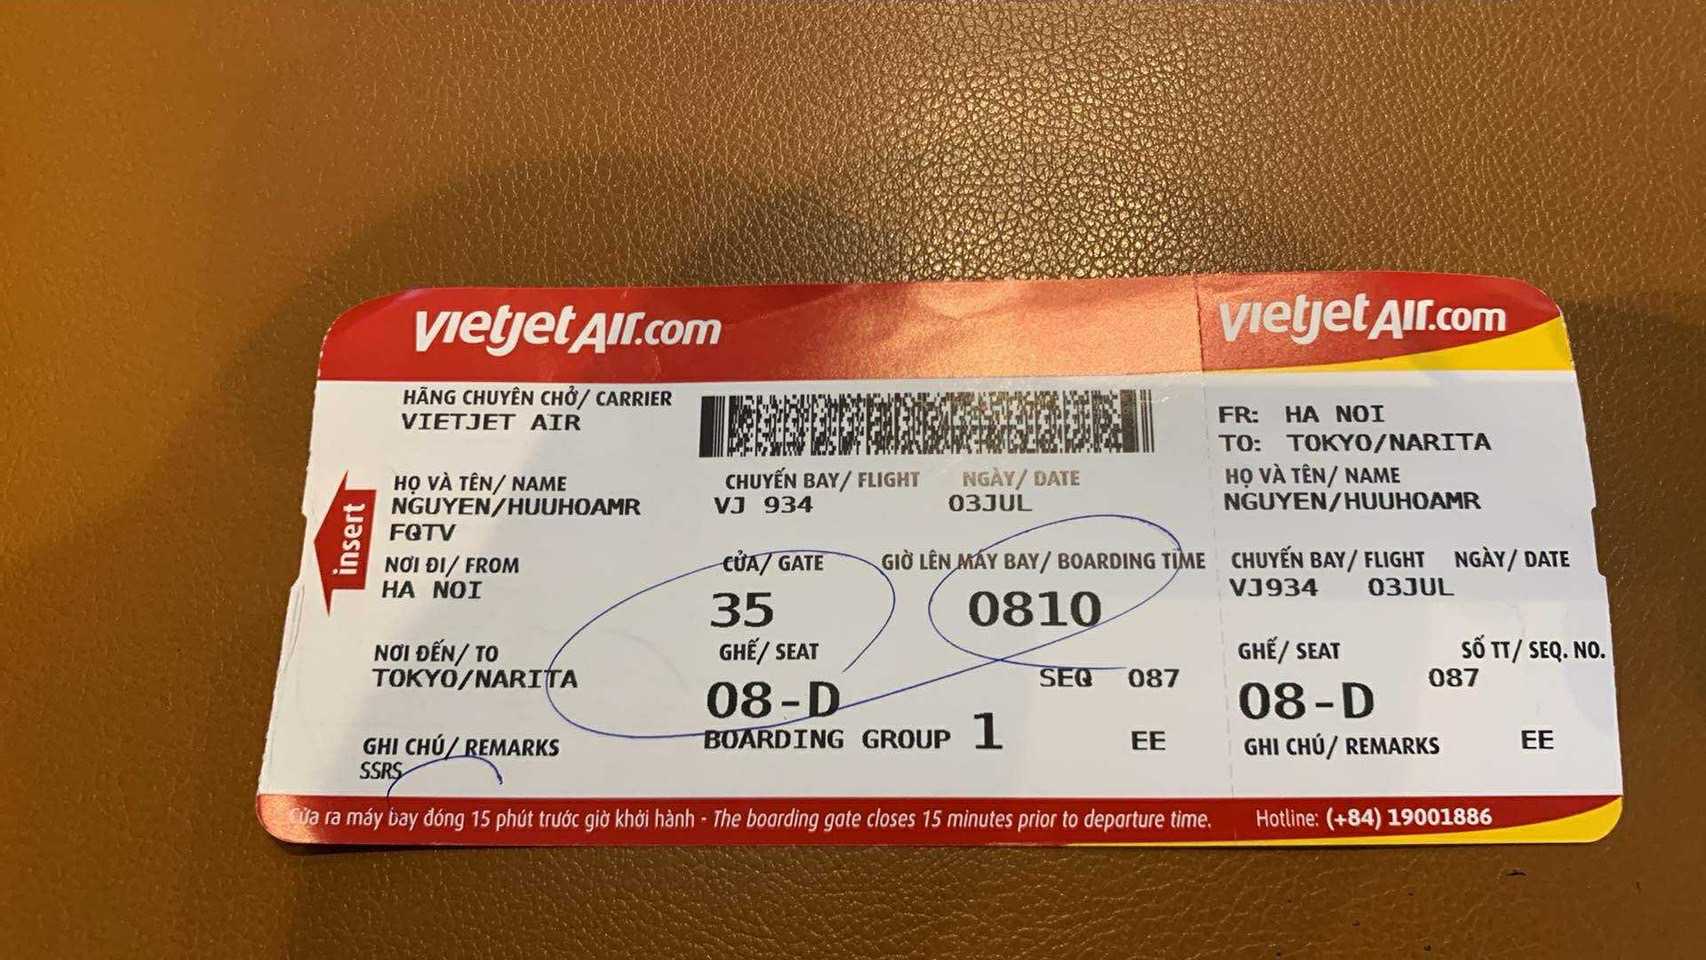 vietjetAir.com
HÃNG CHUYÊN CHỞ/ CARRIER
VIETJET AIR
HỌ VÀ TÊN/ NAME
NGUYEN/HUUHOAMR
FQTV
NƠI ĐI/ FROM
HA NOI
NƠI ĐẾN/ TO
TOKYO/NARITA
GHI CHÚ/ REMARKS
SSRS
insert
CHUYẾN BAY/ FLIGHT NGÀY/ DATE
VJ 934 03JUL
CỬA/ GATE GIỜ LÊN MÁY BAY/ BOARDING TIME
35 0810
GHẾ/ SEAT
08-D SEQ 087
BOARDING GROUP 1 EE
Cửa ra máy bay đóng 15 phút trước giờ khởi hành - The boarding gate closes 15 minutes prior to departure time.
vietjetAir.com
FR: HA NOI
TO: TOKYO/NARITA
HỌ VÀ TÊN/ NAME
NGUYEN/HUUHOAMR
CHUYẾN BAY/ FLIGHT NGÀY/ DATE
VJ934 03JUL
GHẾ/ SEAT SỐ TT/ SEQ. NO.
08-D 087
GHI CHÚ/ REMARKS EE
Hotline: (+84) 19001886